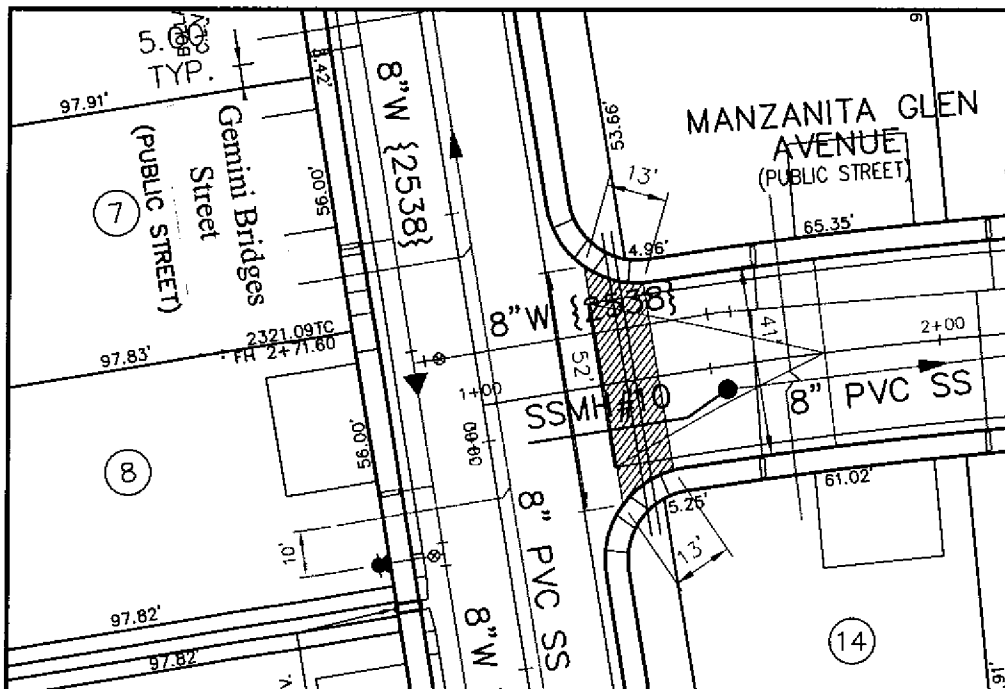 5.00
TYP.
3.42'
97.91'
Gemini Bridges
Street
(PUBLIC STREET)
56.00'
7
8"W {2538}
53.66'
13'
MANZANITA GLEN
AVENUE
(PUBLIC STREET)
65.35'
4.96'
8"W {2538}
2321.09TC
FH 2+71.60
97.83'
1+00
52'
41'
2+00
SSMH#10
8" PVC SS
56.00'
8
10'
61.02'
5.25'
13'
8" PVC SS
8"W
97.82'
97.82'
14